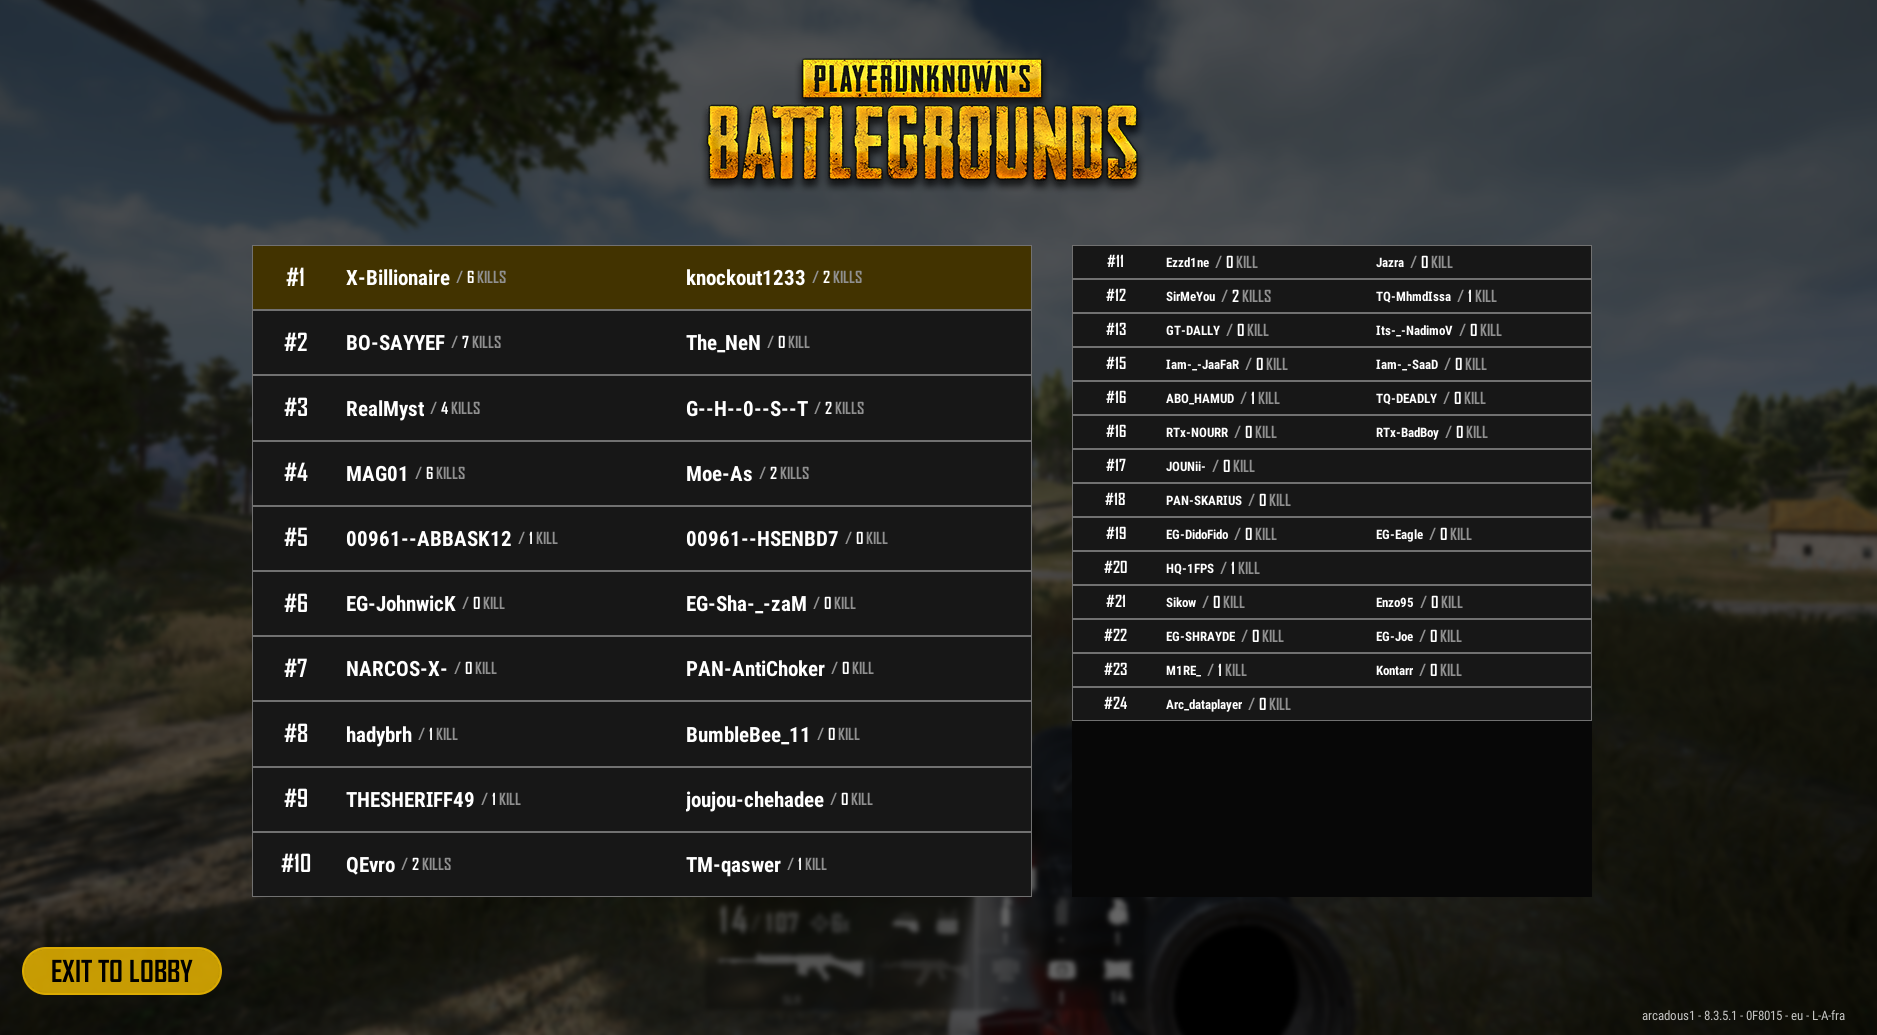 PLAYERUNKNOWN'S
BATTLEGROUNDS
#1 X-Billionaire / 6 KILLS knockout1233 / 2 KILLS
#2 BO-SAYYEF / 7 KILLS The_NeN / 0 KILL
#3 RealMyst / 4 KILLS G--H--0--S--T / 2 KILLS
#4 MAG01 / 6 KILLS Moe-As / 2 KILLS
#5 00961--ABBASK12 / 1 KILL 00961--HSENBD7 / 0 KILL
#6 EG-JohnwicK / 0 KILL EG-Sha-_-zaM / 0 KILL
#7 NARCOS-X- / 0 KILL PAN-AntiChoker / 0 KILL
#8 hadybrh / 1 KILL BumbleBee_11 / 0 KILL
#9 THESHERIFF49 / 1 KILL joujou-chehadee / 0 KILL
#10 QEvro / 2 KILLS TM-qaswer / 1 KILL
#11 Ezzd1ne / 0 KILL Jazra / 0 KILL
#12 SirMeYou / 2 KILLS TQ-MhmdIssa / 1 KILL
#13 GT-DALLY / 0 KILL Its-_-NadimoV / 0 KILL
#15 Iam-_-JaaFaR / 0 KILL Iam-_-SaaD / 0 KILL
#16 ABO_HAMUD / 1 KILL TQ-DEADLY / 0 KILL
#16 RTx-NOURR / 0 KILL RTx-BadBoy / 0 KILL
#17 JOUNii- / 0 KILL
#18 PAN-SKARIUS / 0 KILL
#19 EG-DidoFido / 0 KILL EG-Eagle / 0 KILL
#20 HQ-1FPS / 1 KILL
#21 Sikow / 0 KILL Enzo95 / 0 KILL
#22 EG-SHRAYDE / 0 KILL EG-Joe / 0 KILL
#23 M1RE_ / 1 KILL Kontarr / 0 KILL
#24 Arc_dataplayer / 0 KILL
14 / 107
EXIT TO LOBBY
arcadous1 - 8.3.5.1 - 0F8015 - eu - L-A-fra